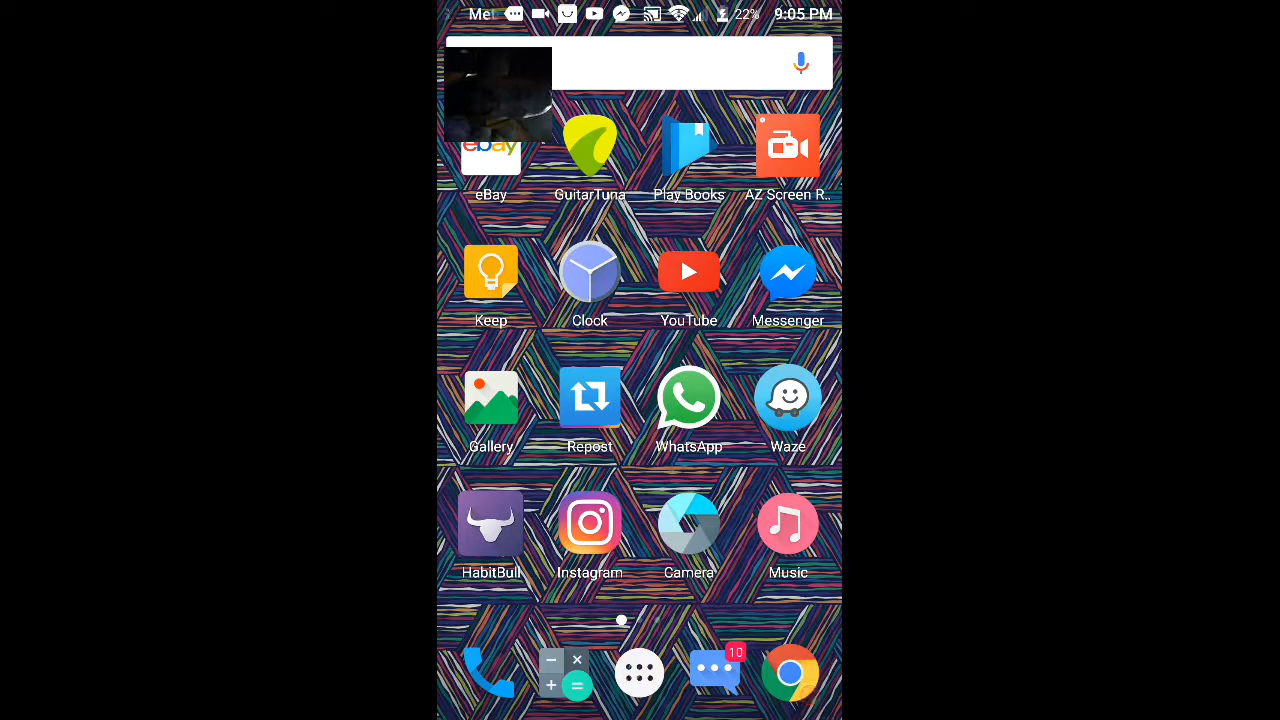 Mei 22% 9:05 PM
ebay
eBay GuitarTuna Play Books AZ Screen R..
Keep Clock YouTube Messenger
Gallery Repost WhatsApp Waze
HabitBull Instagram Camera Music
10